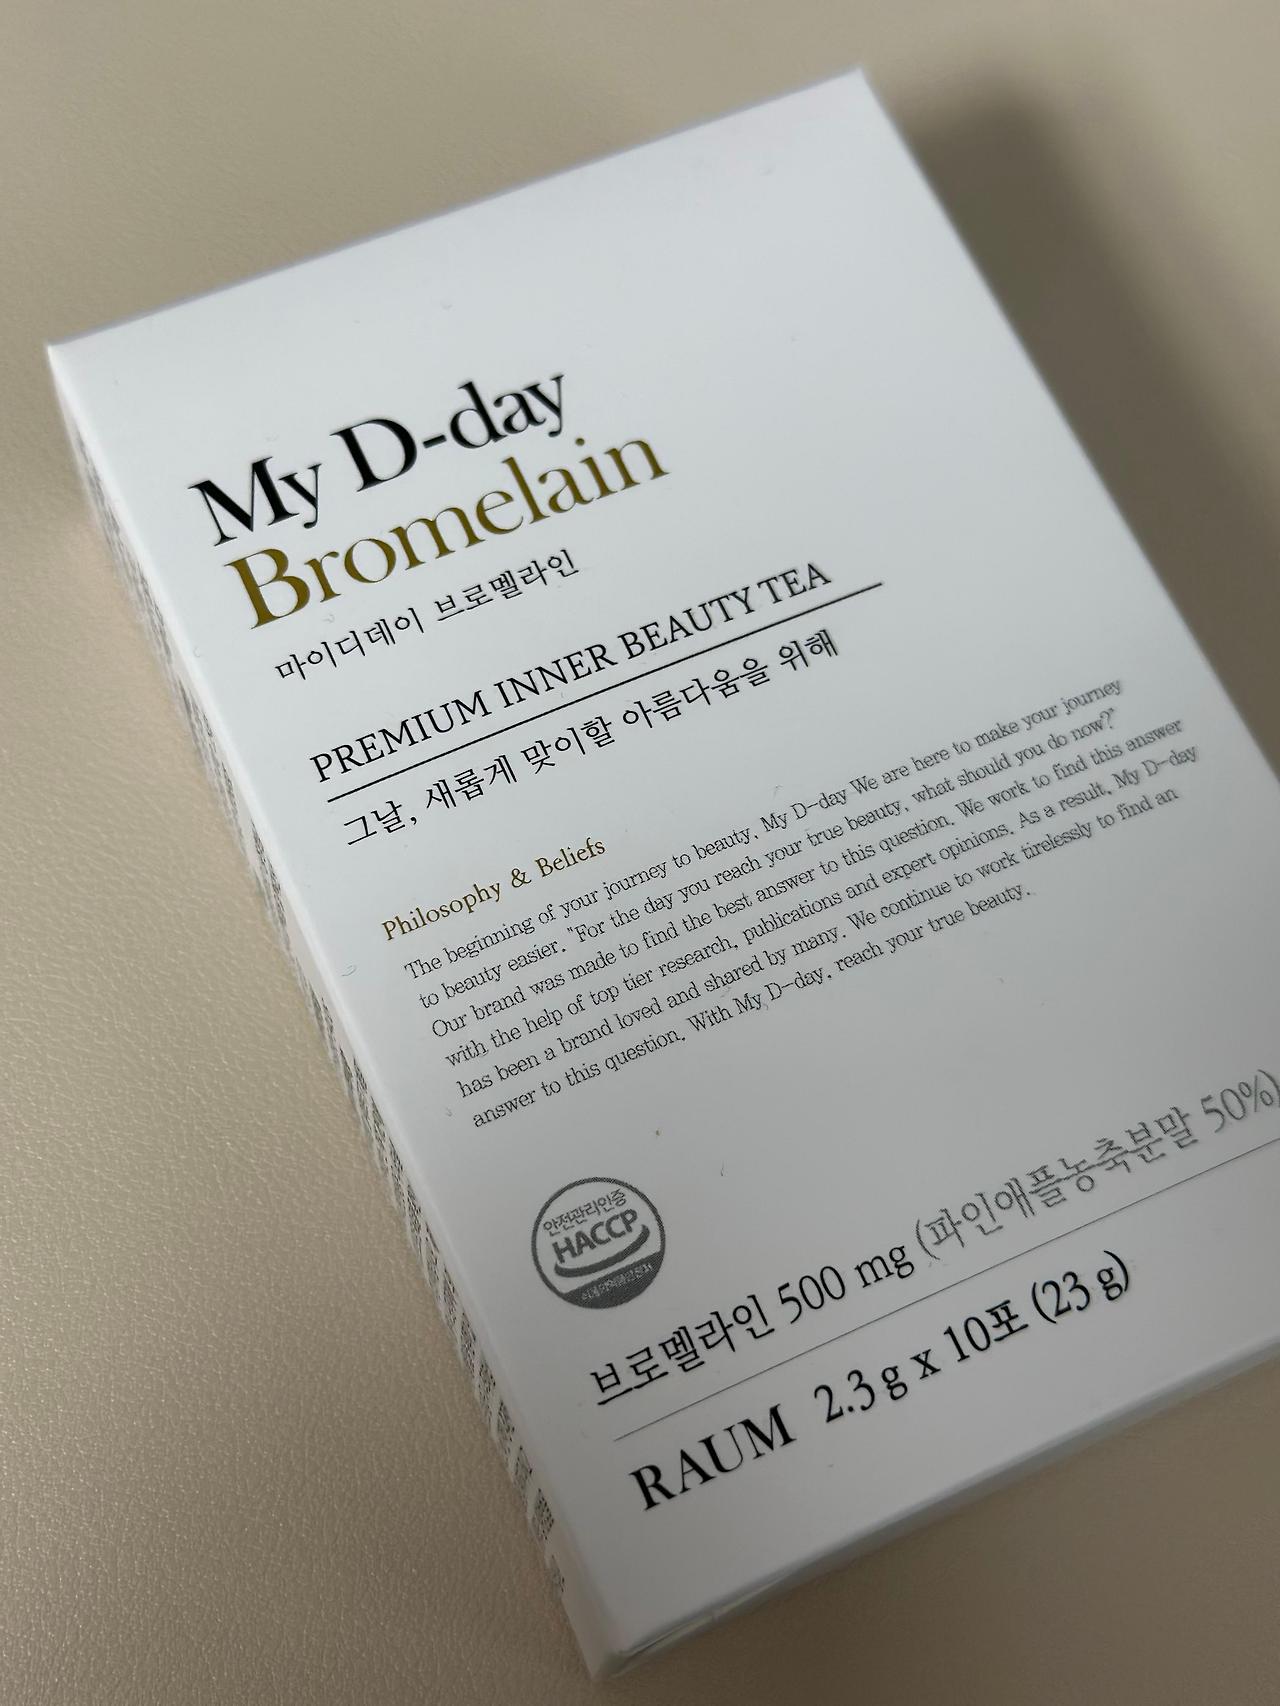 My D-day
Bromelain
마이디데이 브로멜라인
PREMIUM INNER BEAUTY TEA
그날, 새롭게 맞이할 아름다움을 위해
Philosophy & Beliefs
The beginning of your journey to beauty, My D-day We are here to make your journey
to beauty easier. "For the day you reach your true beauty, what should you do now?"
Our brand was made to find the best answer to this question. We work to find this answer
with the help of top tier research, publications and expert opinions. As a result, My D-day
has been a brand loved and shared by many. We continue to work tirelessly to find an
answer to this question. With My D-day, reach your true beauty.
안전관리인증
HACCP
브로멜라인 500 mg (파인애플농축분말 50%)
RAUM 2.3 g x 10포 (23 g)